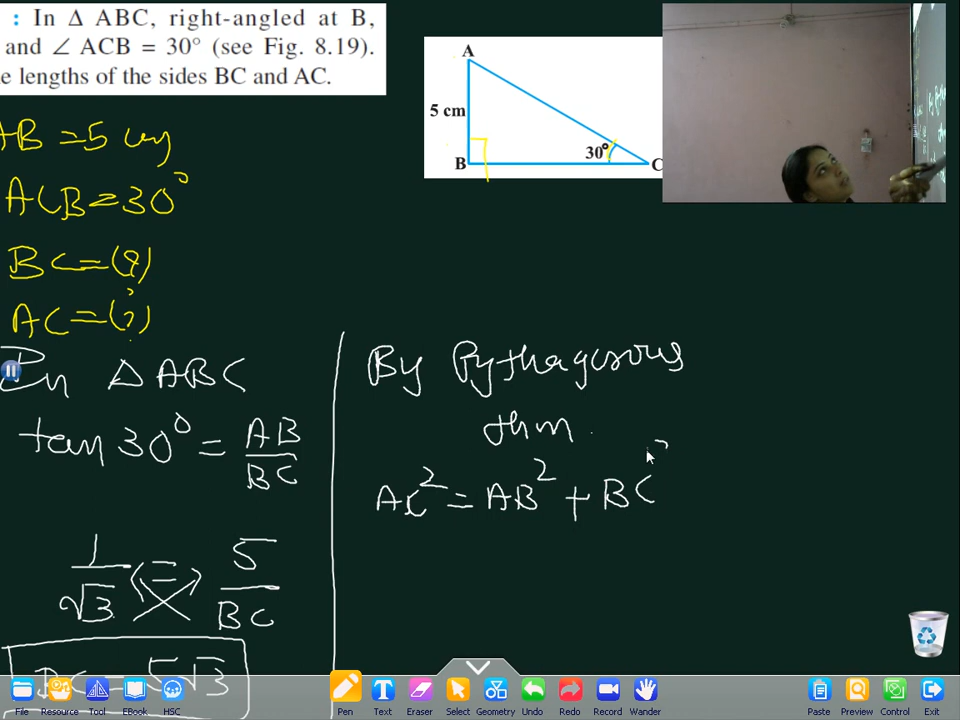 : In Δ ABC, right-angled at B,
and ∠ ACB = 30° (see Fig. 8.19).
e lengths of the sides BC and AC.
A
5 cm
B
30°
C
AB = 5 cm
ACB = 30°
BC = (?)
AC = (?)
In △ ABC
tan 30° = AB/BC
1/√3 = 5/BC
BC = 5√3
By Pythagerous
thm.
AC² = AB² + BC
File Resource Tool EBook HSC Pen Text Eraser Select Geometry Undo Redo Record Wander Paste Preview Control Exit